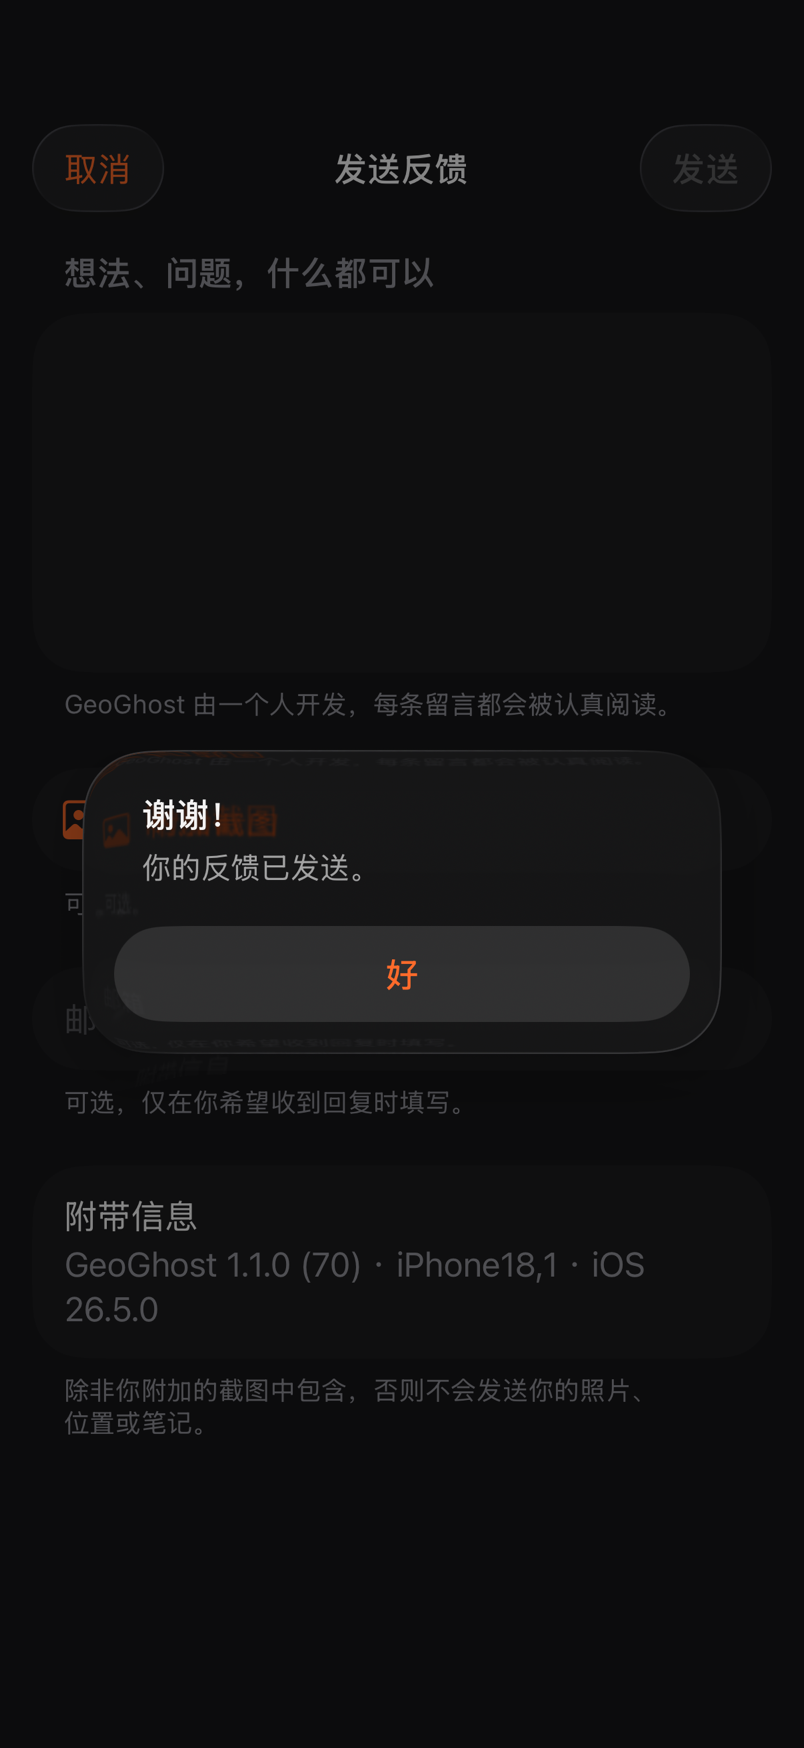 取消
发送反馈
发送
想法、问题，什么都可以
GeoGhost 由一个人开发，每条留言都会被认真阅读。
谢谢！
截图
你的反馈已发送。
可
好
邮
可选，仅在你希望收到回复时填写。
附带信息
GeoGhost 1.1.0 (70) · iPhone18,1 · iOS
26.5.0
除非你附加的截图中包含，否则不会发送你的照片、
位置或笔记。